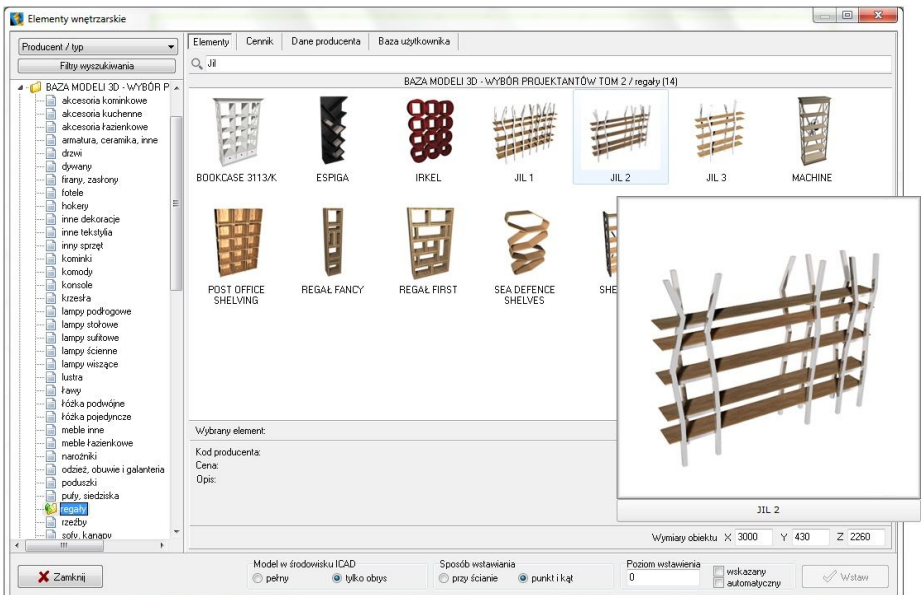 Elementy wnętrzarskie
Producent / typ
Filtry wyszukiwania
BAZA MODELI 3D - WYBÓR P
akcesoria kominkowe
akcesoria kuchenne
akcesoria łazienkowe
armatura, ceramika, inne
drzwi
dywany
firany, zasłony
fotele
hokery
inne dekoracje
inne tekstylia
inny sprzęt
kominki
komody
konsole
krzesła
lampy podłogowe
lampy stołowe
lampy sufitowe
lampy ścienne
lampy wiszące
lustra
ławy
łóżka podwójne
łóżka pojedyncze
meble inne
meble łazienkowe
narożniki
odzież, obuwie i galanteria
poduszki
pufy, siedziska
regały
rzeźby
sofy, kanapy
Elementy Cennik Dane producenta Baza użytkownika
Jil
BAZA MODELI 3D - WYBÓR PROJEKTANTÓW TOM 2 / regały (14)
BOOKCASE 3113/K ESPIGA IRKEL JIL 1 JIL 2 JIL 3 MACHINE
POST OFFICE SHELVING REGAŁ FANCY REGAŁ FIRST SEA DEFENCE SHELVES SHE
JIL 2
Wybrany element:
Kod producenta:
Cena:
Opis:
Wymiary obiektu X 3000 Y 430 Z 2260
Zamknij
Model w środowisku ICAD
pełny tylko obrys
Sposób wstawiania
przy ścianie punkt i kąt
Poziom wstawienia
0
wskazany
automatyczny
Wstaw